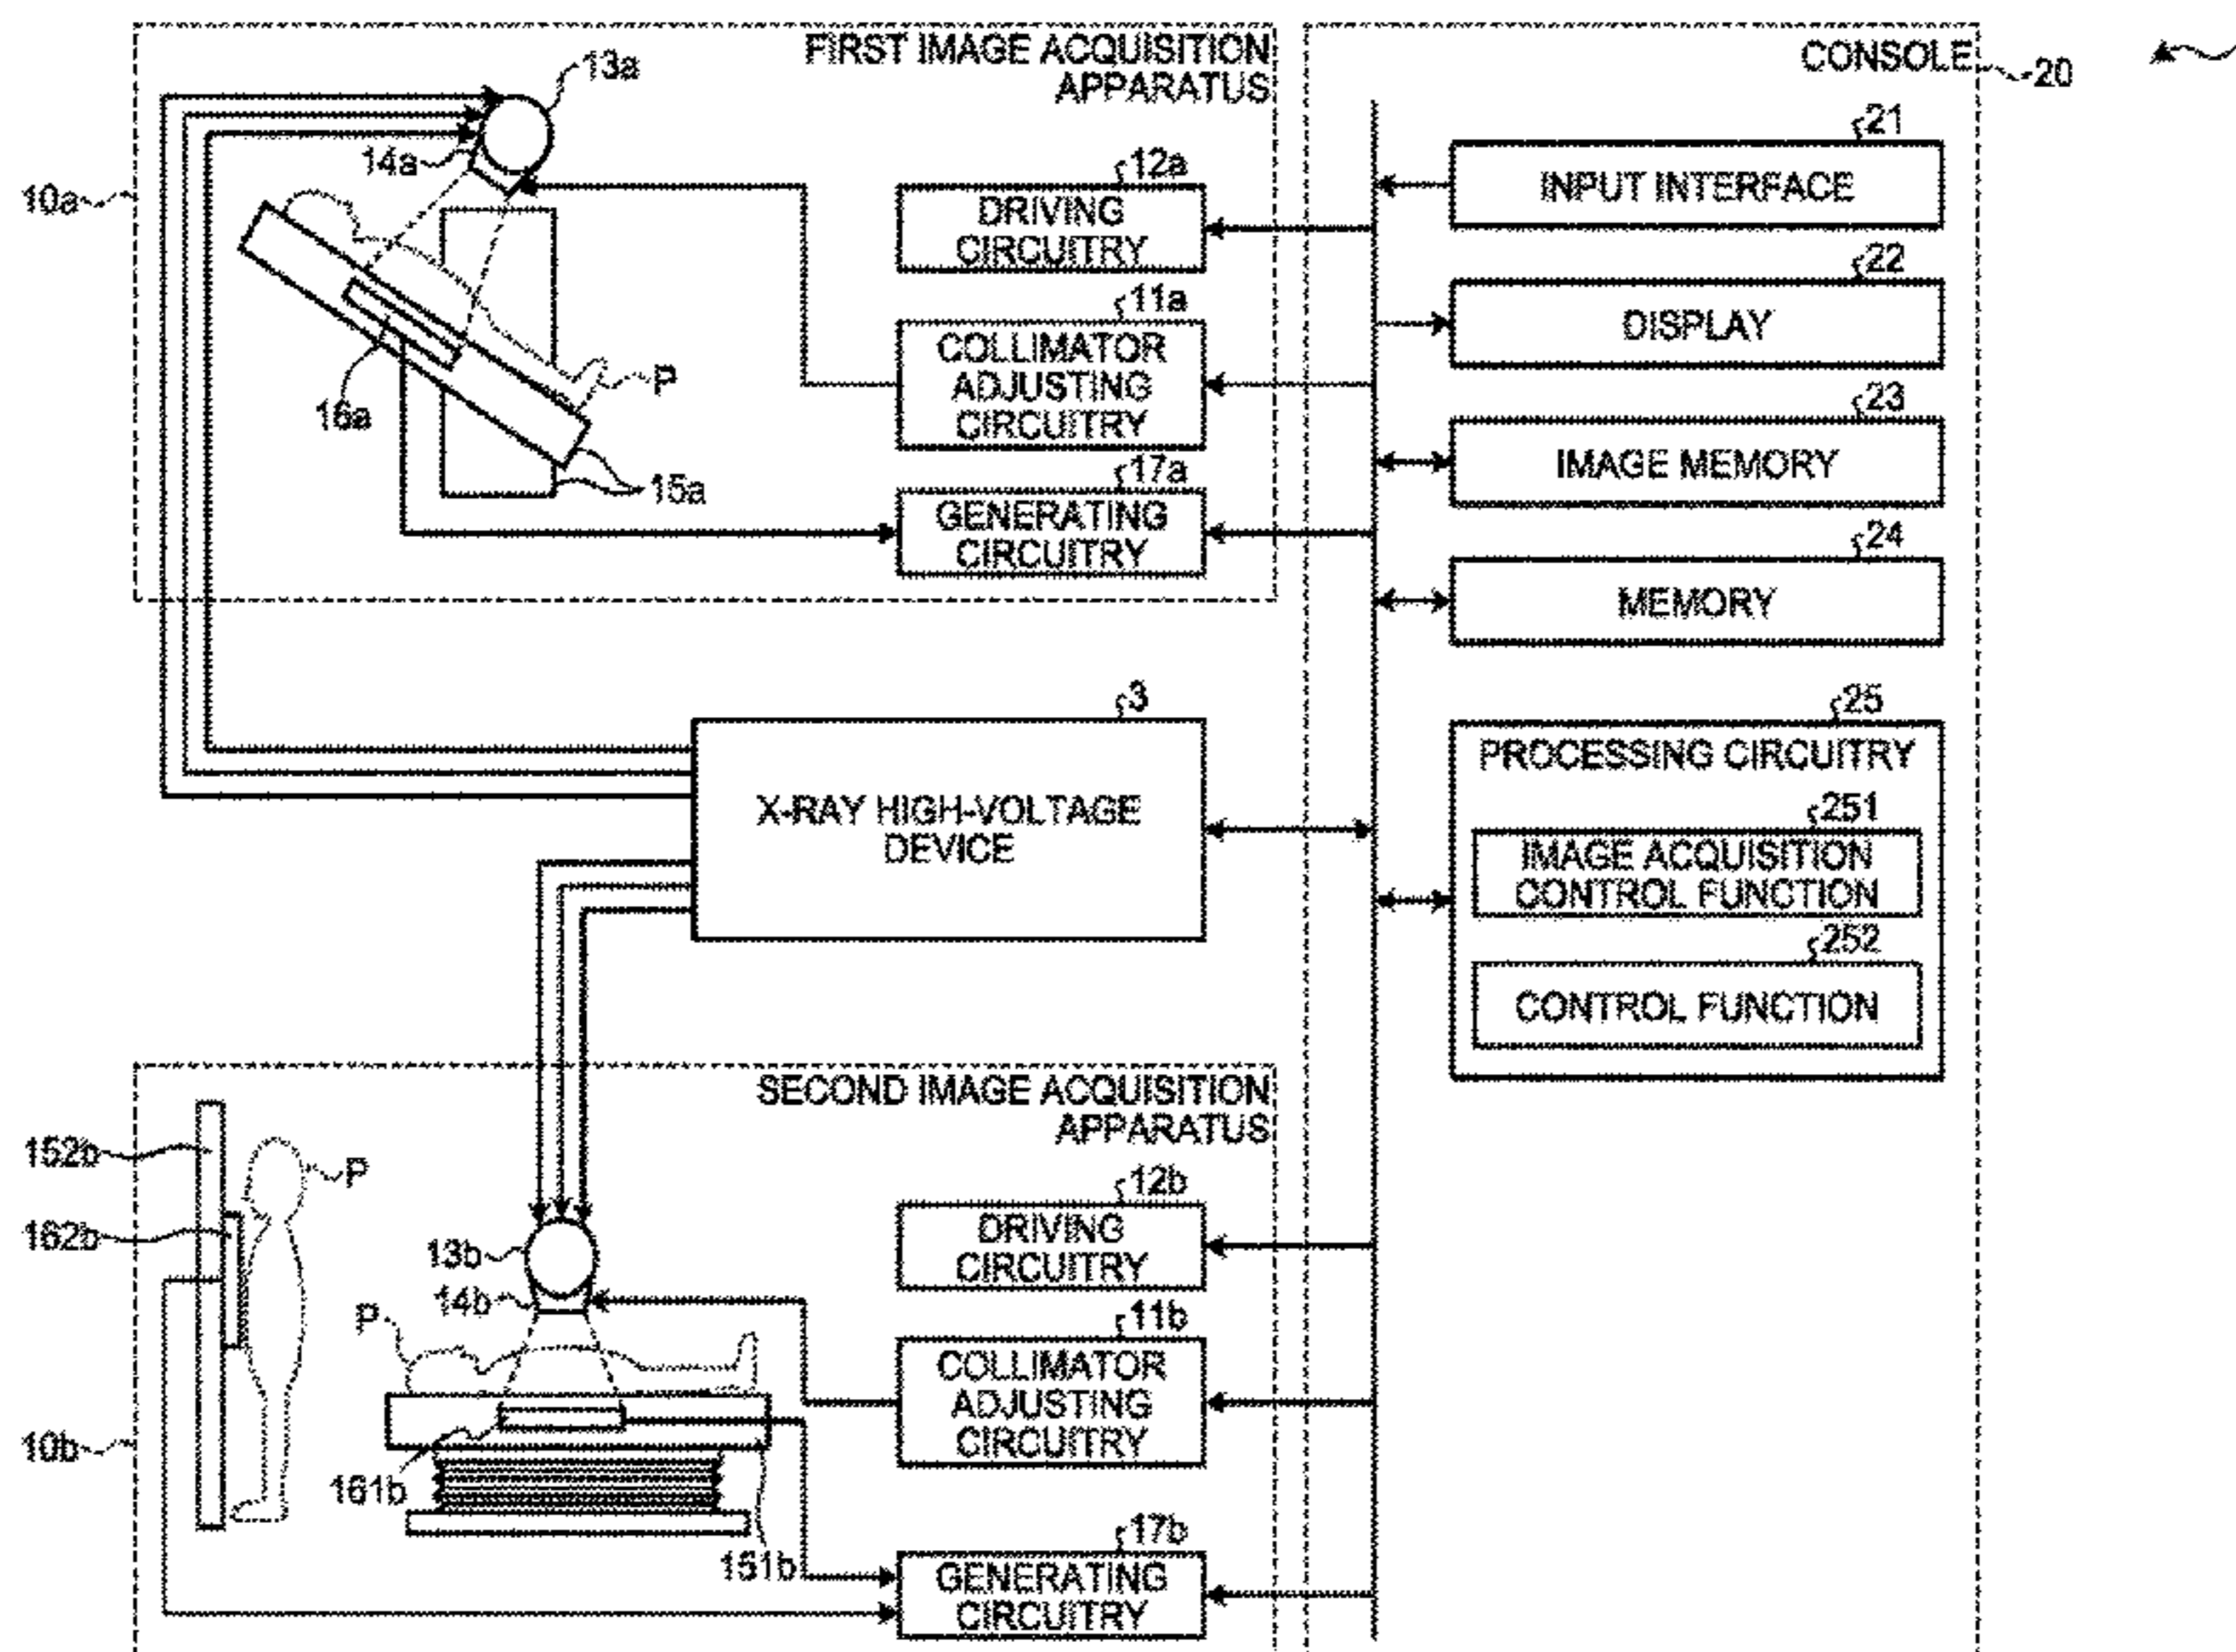 FIRST IMAGE ACQUISITION
APPARATUS
13a
14a
10a
12a
DRIVING
CIRCUITRY
11a
COLLIMATOR
ADJUSTING
CIRCUITRY
P
16a
15a
17a
GENERATING
CIRCUITRY
CONSOLE
20
21
INPUT INTERFACE
22
DISPLAY
23
IMAGE MEMORY
24
MEMORY
3
X-RAY HIGH-VOLTAGE
DEVICE
25
PROCESSING CIRCUITRY
251
IMAGE ACQUISITION
CONTROL FUNCTION
252
CONTROL FUNCTION
SECOND IMAGE ACQUISITION
APPARATUS
152b
P
162b
13b
14b
P
10b
161b
151b
12b
DRIVING
CIRCUITRY
11b
COLLIMATOR
ADJUSTING
CIRCUITRY
17b
GENERATING
CIRCUITRY